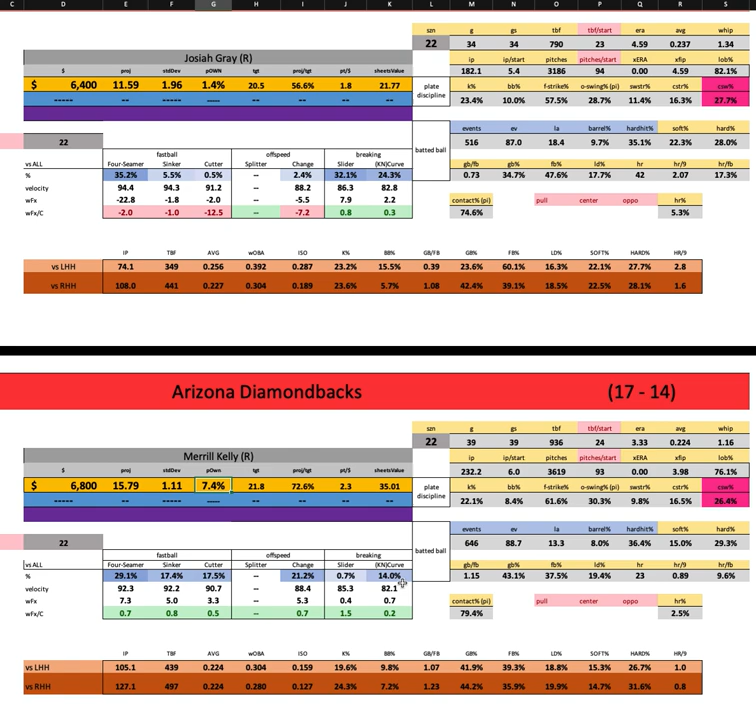 C D E F G H I J K L M N O P Q R S
szn g gs tbf tbf/start era avg whip
22 34 34 790 23 4.59 0.237 1.34
Josiah Gray (R) ip ip/start pitches pitches/start xERA xfip lob%
$ proj stdDev pOWN tgt proj/tgt pt/$ sheetsValue 182.1 5.4 3186 94 0.00 4.59 82.1%
$ 6,400 11.59 1.96 1.4% 20.5 56.6% 1.8 21.77 plate discipline k% bb% f-strike% o-swing% (pi) swstr% cstr% csw%
----- -- ----- ----- -- -- -- -- 23.4% 10.0% 57.5% 28.7% 11.4% 16.3% 27.7%
events ev la barrel% hardhit% soft% hard%
22 516 87.0 18.4 9.7% 35.1% 22.3% 28.0%
fastball offspeed breaking batted ball
vs ALL Four-Seamer Sinker Cutter Splitter Change Slider (KN)Curve gb/fb gb% fb% ld% hr hr/9 hr/fb
% 35.2% 5.5% 0.5% -- 2.4% 32.1% 24.3% 0.73 34.7% 47.6% 17.7% 42 2.07 17.3%
velocity 94.4 94.3 91.2 88.2 86.3 82.8
wFx -22.8 -1.8 -2.0 -- -5.5 7.9 2.2 contact% (pi) pull center oppo hr%
wFx/C -2.0 -1.0 -12.5 -- -7.2 0.8 0.3 74.6% 5.3%
IP TBF AVG wOBA ISO K% BB% GB/FB GB% FB% LD% SOFT% HARD% HR/9
vs LHH 74.1 349 0.256 0.392 0.287 23.2% 15.5% 0.39 23.6% 60.1% 16.3% 22.1% 27.7% 2.8
vs RHH 108.0 441 0.227 0.304 0.189 23.6% 5.7% 1.08 42.4% 39.1% 18.5% 22.5% 28.1% 1.6
Arizona Diamondbacks (17 - 14)
szn g gs tbf tbf/start era avg whip
22 39 39 936 24 3.33 0.224 1.16
Merrill Kelly (R) ip ip/start pitches pitches/start xERA xfip lob%
$ proj stdDev pOwn tgt proj/tgt pt/$ sheetsValue 232.2 6.0 3619 93 0.00 3.98 76.1%
$ 6,800 15.79 1.11 7.4% 21.8 72.6% 2.3 35.01 plate discipline k% bb% f-strike% o-swing% (pi) swstr% cstr% csw%
----- -- ----- ----- -- -- -- -- 22.1% 8.4% 61.6% 30.3% 9.8% 16.5% 26.4%
events ev la barrel% hardhit% soft% hard%
22 646 88.7 13.3 8.0% 36.4% 15.0% 29.3%
fastball offspeed breaking batted ball
vs ALL Four-Seamer Sinker Cutter Splitter Change Slider (KN)Curve gb/fb gb% fb% ld% hr hr/9 hr/fb
% 29.1% 17.4% 17.5% -- 21.2% 0.7% 14.0% 1.15 43.1% 37.5% 19.4% 23 0.89 9.6%
velocity 92.3 92.2 90.7 -- 88.4 85.3 82.1
wFx 7.3 5.0 3.3 -- 5.3 0.4 0.7 contact% (pi) pull center oppo hr%
wFx/C 0.7 0.8 0.5 -- 0.7 1.5 0.2 79.4% 2.5%
IP TBF AVG wOBA ISO K% BB% GB/FB GB% FB% LD% SOFT% HARD% HR/9
vs LHH 105.1 439 0.224 0.304 0.159 19.6% 9.8% 1.07 41.9% 39.3% 18.8% 15.3% 26.7% 1.0
vs RHH 127.1 497 0.224 0.280 0.127 24.3% 7.2% 1.23 44.2% 35.9% 19.9% 14.7% 31.6% 0.8